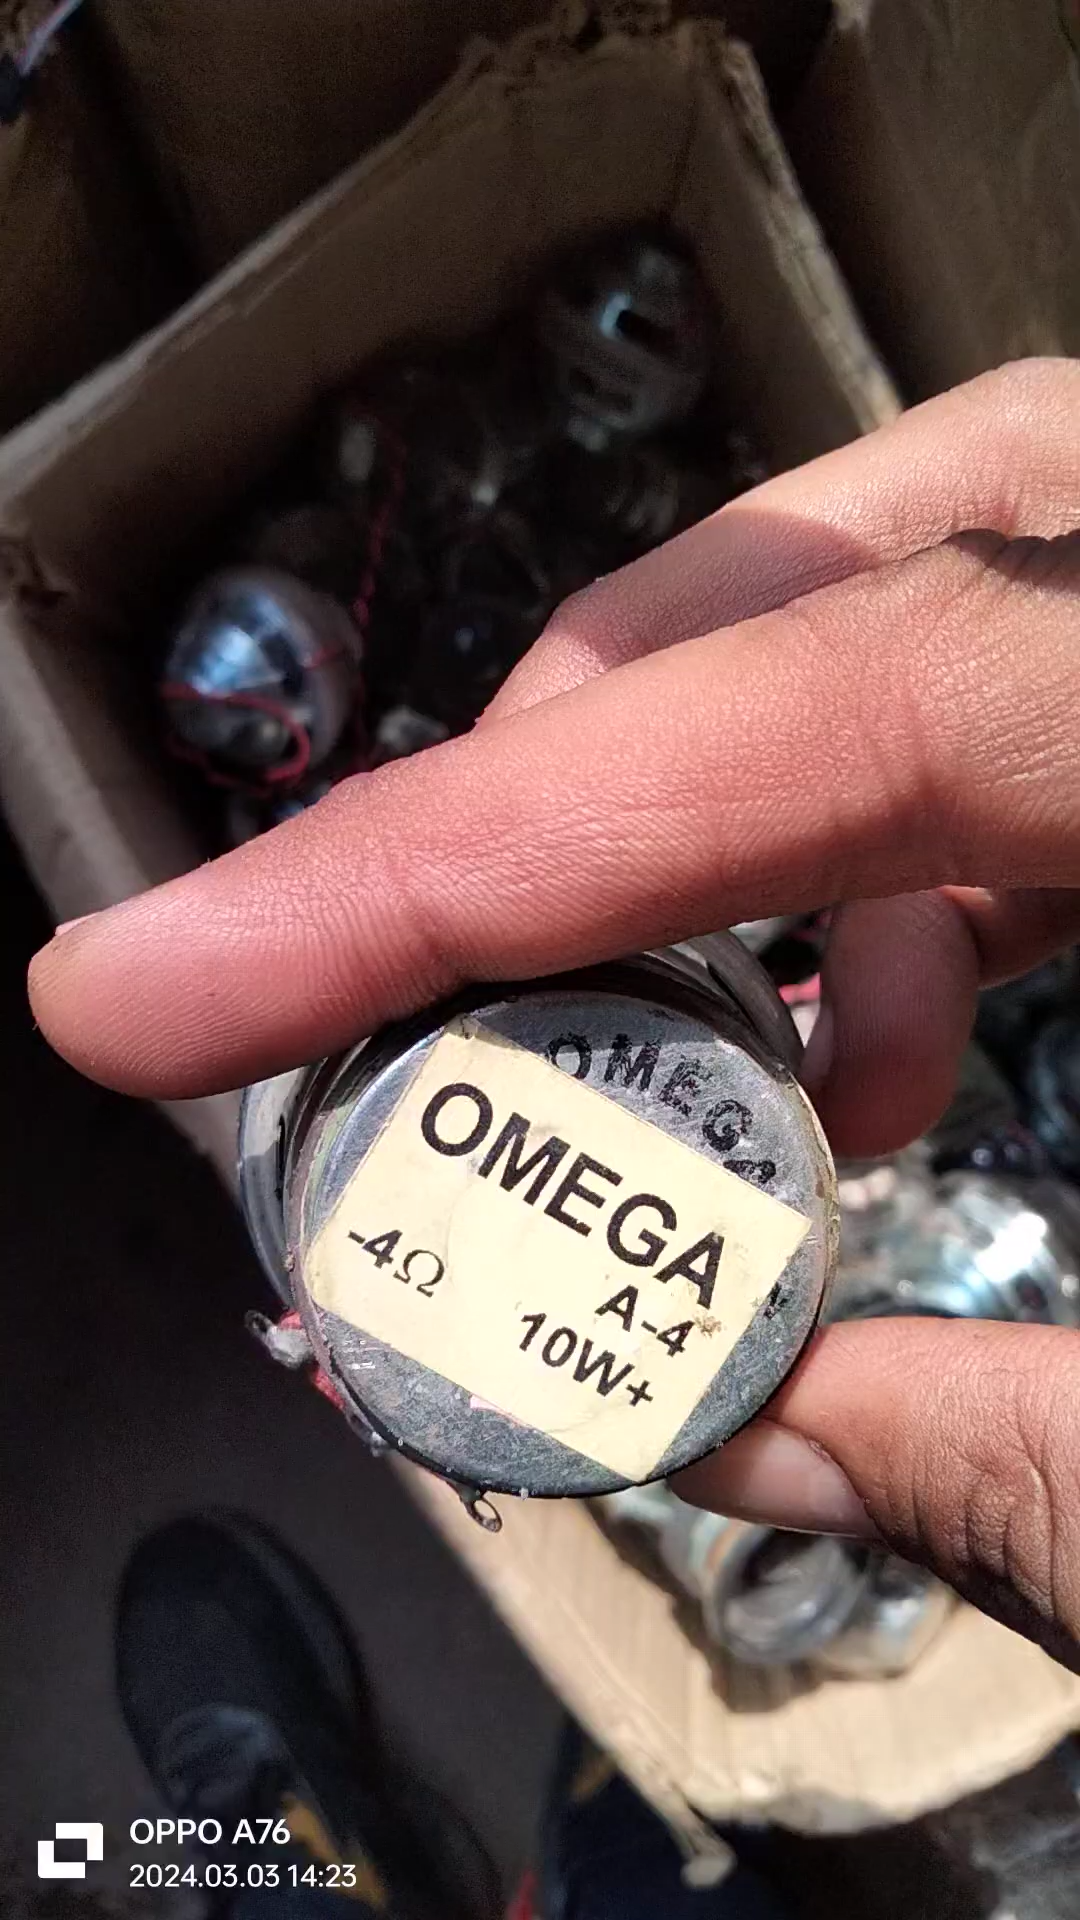 OMEGA
OMEGA
-4Ω
A-4
10W+
OPPO A76
2024.03.03 14:23